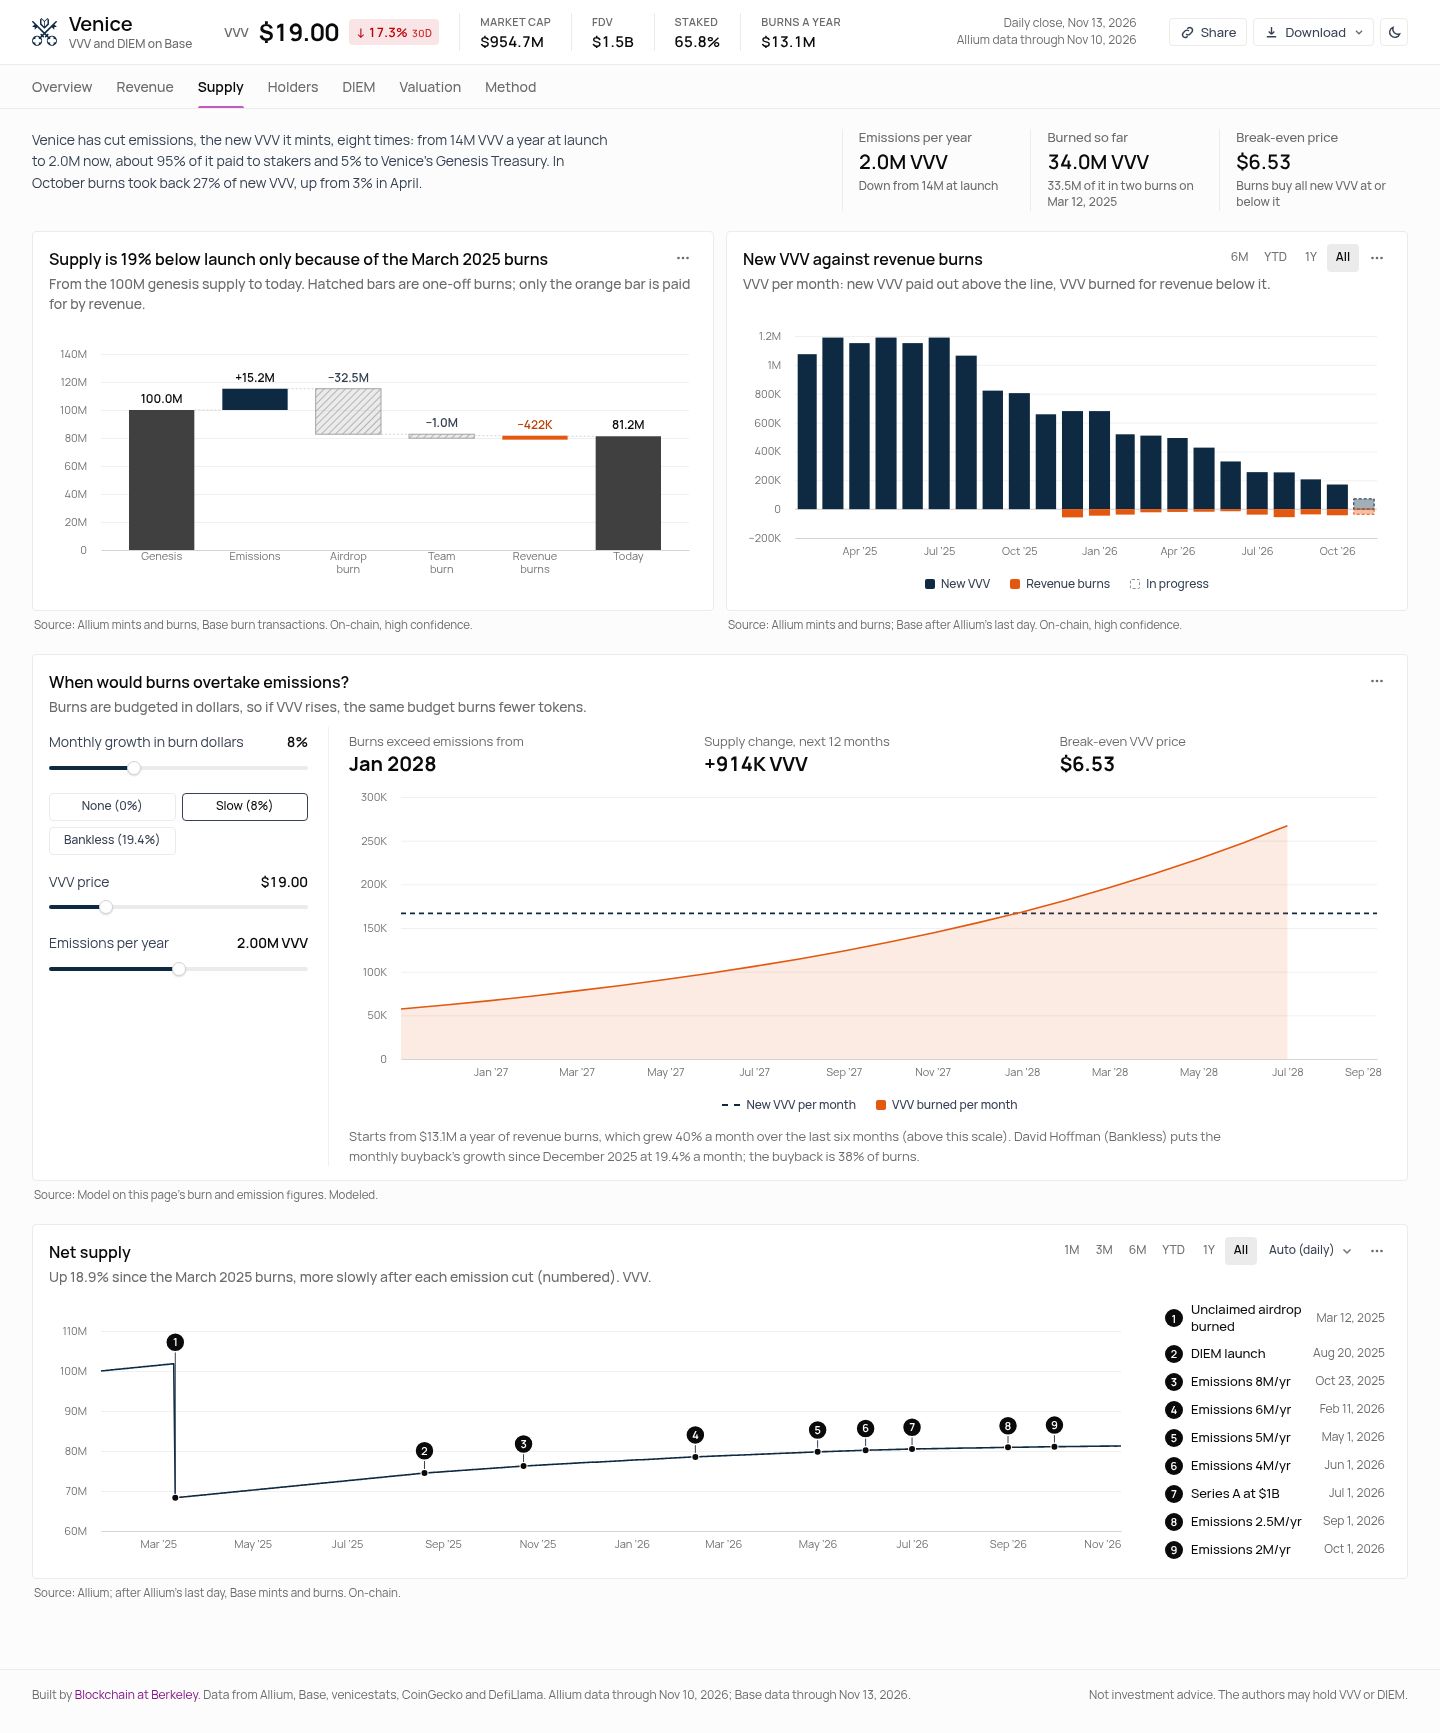 Venice
VVV and DIEM on Base
VVV $19.00 ↓ 17.3% 30D
MARKET CAP
$954.7M
FDV
$1.5B
STAKED
65.8%
BURNS A YEAR
$13.1M
Daily close, Nov 13, 2026
Allium data through Nov 10, 2026
Share
Download
Overview Revenue Supply Holders DIEM Valuation Method
Venice has cut emissions, the new VVV it mints, eight times: from 14M VVV a year at launch
to 2.0M now, about 95% of it paid to stakers and 5% to Venice's Genesis Treasury. In
October burns took back 27% of new VVV, up from 3% in April.
Emissions per year
2.0M VVV
Down from 14M at launch
Burned so far
34.0M VVV
33.5M of it in two burns on
Mar 12, 2025
Break-even price
$6.53
Burns buy all new VVV at or
below it
Supply is 19% below launch only because of the March 2025 burns
From the 100M genesis supply to today. Hatched bars are one-off burns; only the orange bar is paid
for by revenue.
140M
120M
100M
80M
60M
40M
20M
0
100.0M
+15.2M
−32.5M
−1.0M
−422K
81.2M
Genesis
Emissions
Airdrop
burn
Team
burn
Revenue
burns
Today
Source: Allium mints and burns, Base burn transactions. On-chain, high confidence.
New VVV against revenue burns
6M YTD 1Y All
VVV per month: new VVV paid out above the line, VVV burned for revenue below it.
1.2M
1M
800K
600K
400K
200K
0
−200K
Apr '25 Jul '25 Oct '25 Jan '26 Apr '26 Jul '26 Oct '26
New VVV Revenue burns In progress
Source: Allium mints and burns; Base after Allium's last day. On-chain, high confidence.
When would burns overtake emissions?
Burns are budgeted in dollars, so if VVV rises, the same budget burns fewer tokens.
Monthly growth in burn dollars 8%
None (0%)
Slow (8%)
Bankless (19.4%)
VVV price $19.00
Emissions per year 2.00M VVV
Burns exceed emissions from
Jan 2028
Supply change, next 12 months
+914K VVV
Break-even VVV price
$6.53
300K
250K
200K
150K
100K
50K
0
Jan '27 Mar '27 May '27 Jul '27 Sep '27 Nov '27 Jan '28 Mar '28 May '28 Jul '28 Sep '28
New VVV per month VVV burned per month
Starts from $13.1M a year of revenue burns, which grew 40% a month over the last six months (above this scale). David Hoffman (Bankless) puts the
monthly buyback's growth since December 2025 at 19.4% a month; the buyback is 38% of burns.
Source: Model on this page's burn and emission figures. Modeled.
Net supply
1M 3M 6M YTD 1Y All Auto (daily)
Up 18.9% since the March 2025 burns, more slowly after each emission cut (numbered). VVV.
110M
100M
90M
80M
70M
60M
1
2
3
4
5
6
7
8
9
Mar '25 May '25 Jul '25 Sep '25 Nov '25 Jan '26 Mar '26 May '26 Jul '26 Sep '26 Nov '26
1 Unclaimed airdrop
burned Mar 12, 2025
2 DIEM launch Aug 20, 2025
3 Emissions 8M/yr Oct 23, 2025
4 Emissions 6M/yr Feb 11, 2026
5 Emissions 5M/yr May 1, 2026
6 Emissions 4M/yr Jun 1, 2026
7 Series A at $1B Jul 1, 2026
8 Emissions 2.5M/yr Sep 1, 2026
9 Emissions 2M/yr Oct 1, 2026
Source: Allium; after Allium's last day, Base mints and burns. On-chain.
Built by Blockchain at Berkeley. Data from Allium, Base, venicestats, CoinGecko and DefiLlama. Allium data through Nov 10, 2026; Base data through Nov 13, 2026.
Not investment advice. The authors may hold VVV or DIEM.